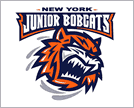 - NEW YORK -
JUNIOR BOBCATS